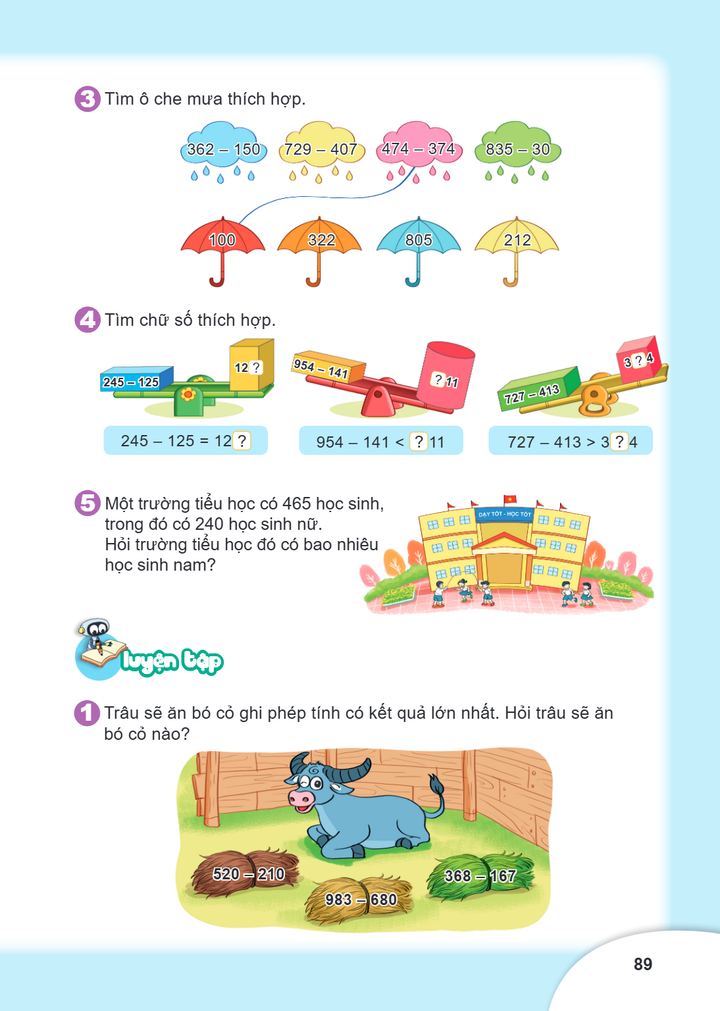 3 Tìm ô che mưa thích hợp.
362 – 150 729 – 407 474 – 374 835 – 30
100 322 805 212
4 Tìm chữ số thích hợp.
245 – 125 12 ? 954 – 141 ? 11 727 – 413 3 ? 4
245 – 125 = 12 ? 954 – 141 < ? 11 727 – 413 > 3 ? 4
5 Một trường tiểu học có 465 học sinh,
trong đó có 240 học sinh nữ.
Hỏi trường tiểu học đó có bao nhiêu
học sinh nam?
DẠY TỐT - HỌC TỐT
luyện tập
1 Trâu sẽ ăn bó cỏ ghi phép tính có kết quả lớn nhất. Hỏi trâu sẽ ăn
bó cỏ nào?
520 – 210 983 – 680 368 – 167
89